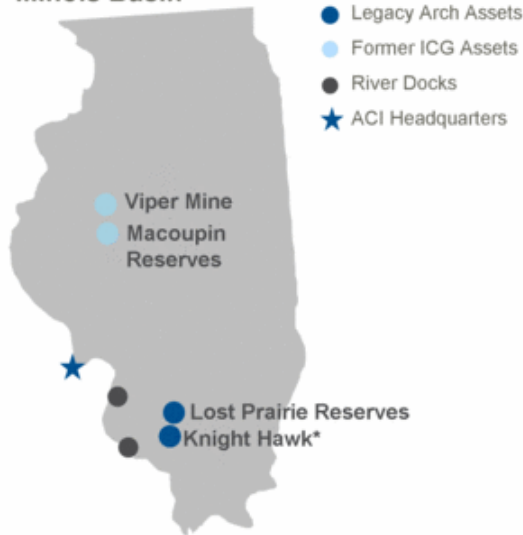 Illinois Basin
Legacy Arch Assets
Former ICG Assets
River Docks
ACI Headquarters
Viper Mine
Macoupin
Reserves
Lost Prairie Reserves
Knight Hawk*